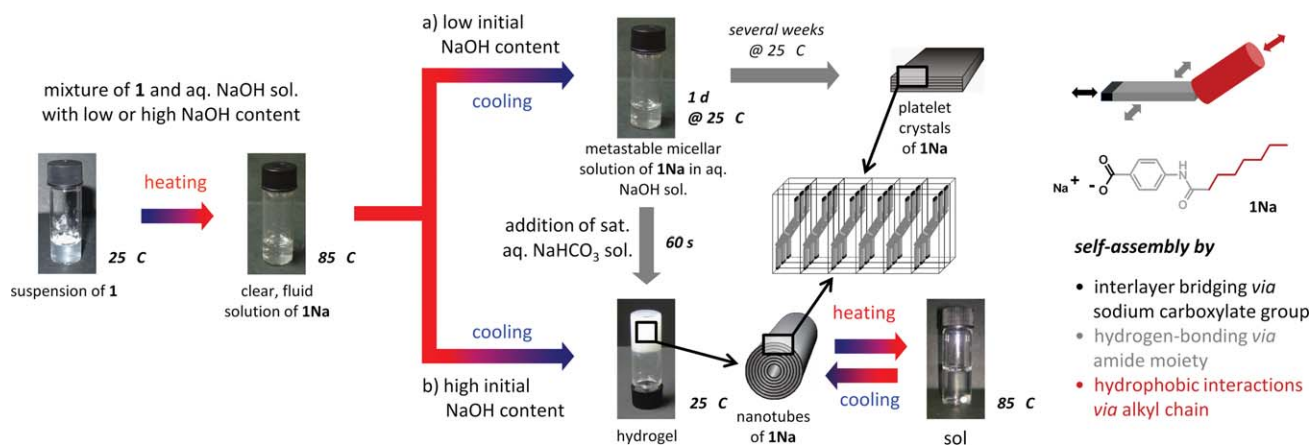 mixture of 1 and aq. NaOH sol.
with low or high NaOH content
heating
25 C
85 C
suspension of 1
clear, fluid
solution of 1Na
a) low initial
NaOH content
cooling
1 d
@ 25 C
several weeks
@ 25 C
platelet
crystals
of 1Na
metastable micellar
solution of 1Na in aq.
NaOH sol.
addition of sat.
aq. NaHCO3 sol.
60 s
cooling
b) high initial
NaOH content
25 C
hydrogel
nanotubes
of 1Na
heating
cooling
85 C
sol
O
Na + - O
H
N
O
1Na
self-assembly by
• interlayer bridging via
sodium carboxylate group
• hydrogen-bonding via
amide moiety
• hydrophobic interactions
via alkyl chain